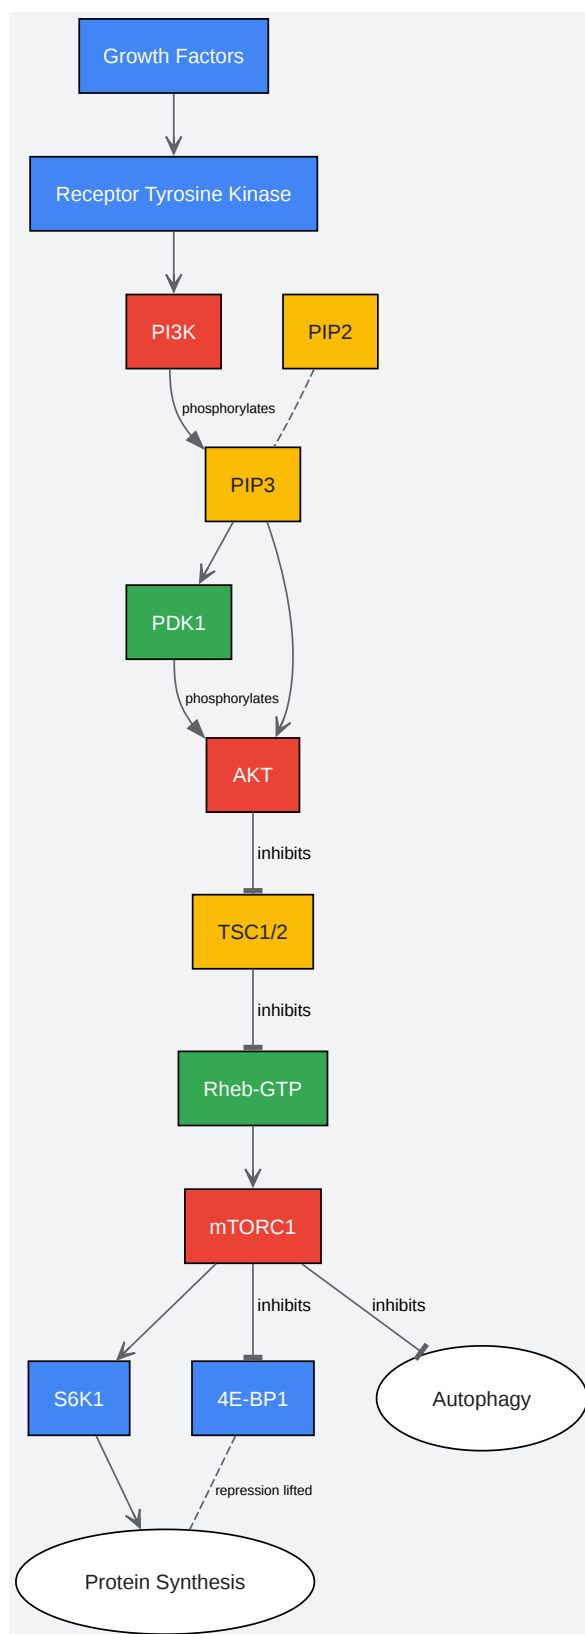 Growth Factors
Receptor Tyrosine Kinase
PI3K
PIP2
phosphorylates
PIP3
PDK1
phosphorylates
AKT
inhibits
TSC1/2
inhibits
Rheb-GTP
mTORC1
inhibits
inhibits
S6K1
4E-BP1
Autophagy
repression lifted
Protein Synthesis